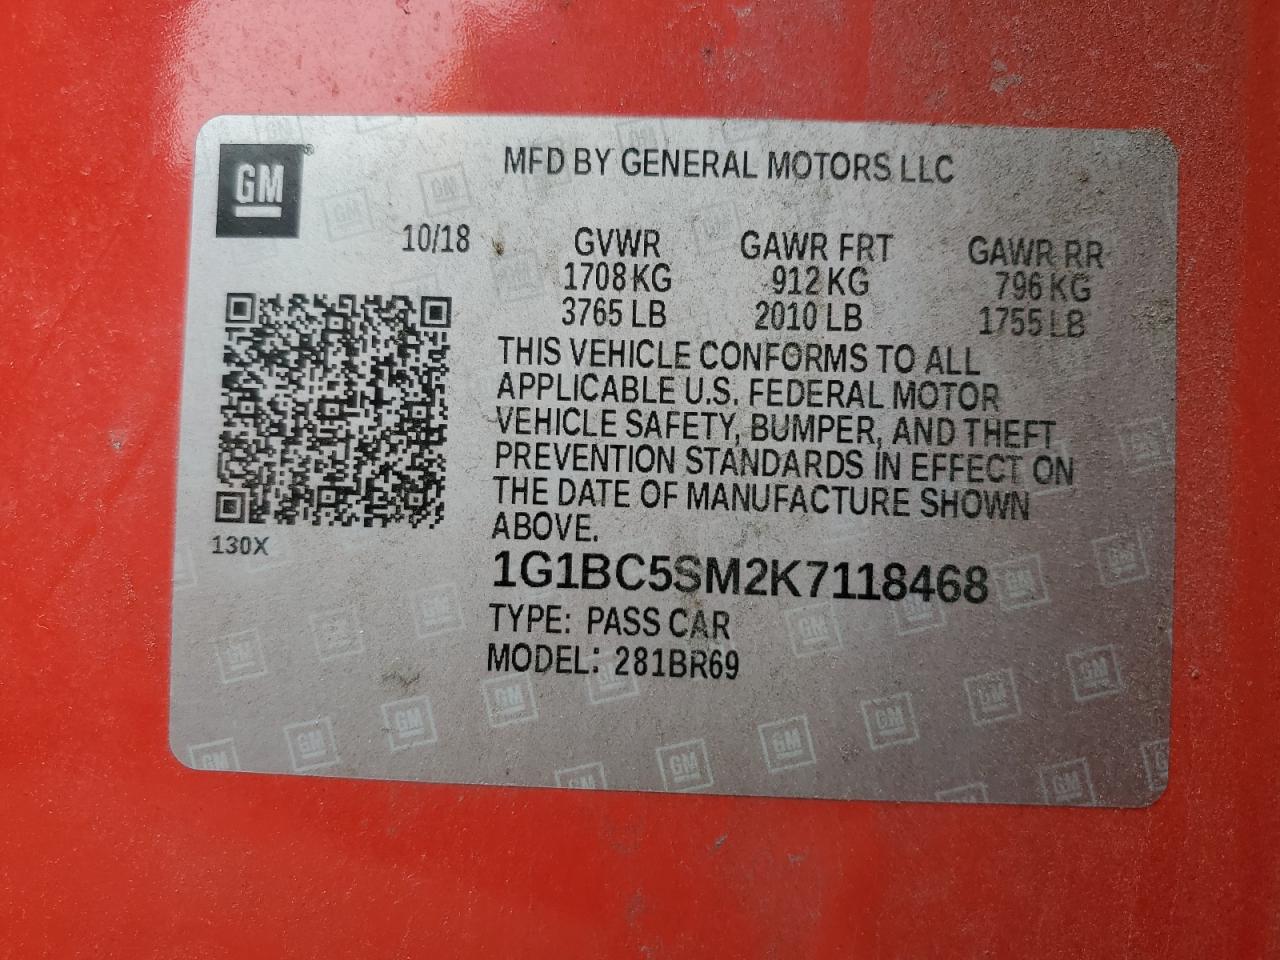 GM
MFD BY GENERAL MOTORS LLC
10/18
GVWR GAWR FRT GAWR RR
1708 KG 912 KG 796 KG
3765 LB 2010 LB 1755 LB
THIS VEHICLE CONFORMS TO ALL
APPLICABLE U.S. FEDERAL MOTOR
VEHICLE SAFETY, BUMPER, AND THEFT
PREVENTION STANDARDS IN EFFECT ON
THE DATE OF MANUFACTURE SHOWN
ABOVE.
130X
1G1BC5SM2K7118468
TYPE: PASS CAR
MODEL: 281BR69